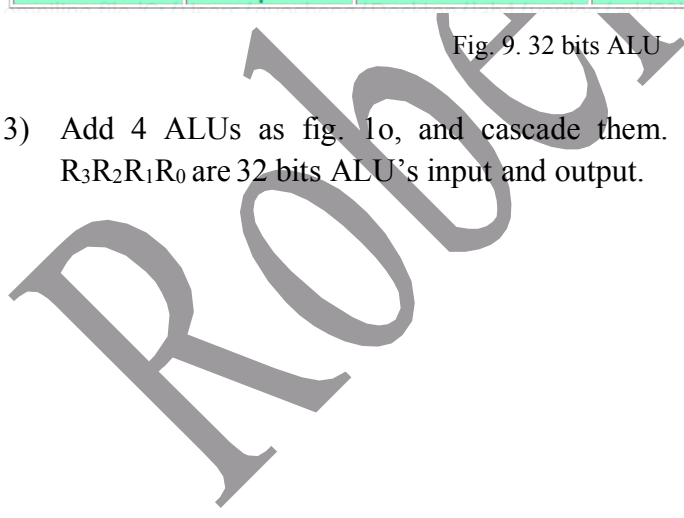 Fig. 9. 32 bits ALU
3) Add 4 ALUs as fig. 1o, and cascade them.
R₃R₂R₁R₀ are 32 bits ALU’s input and output.
Rober